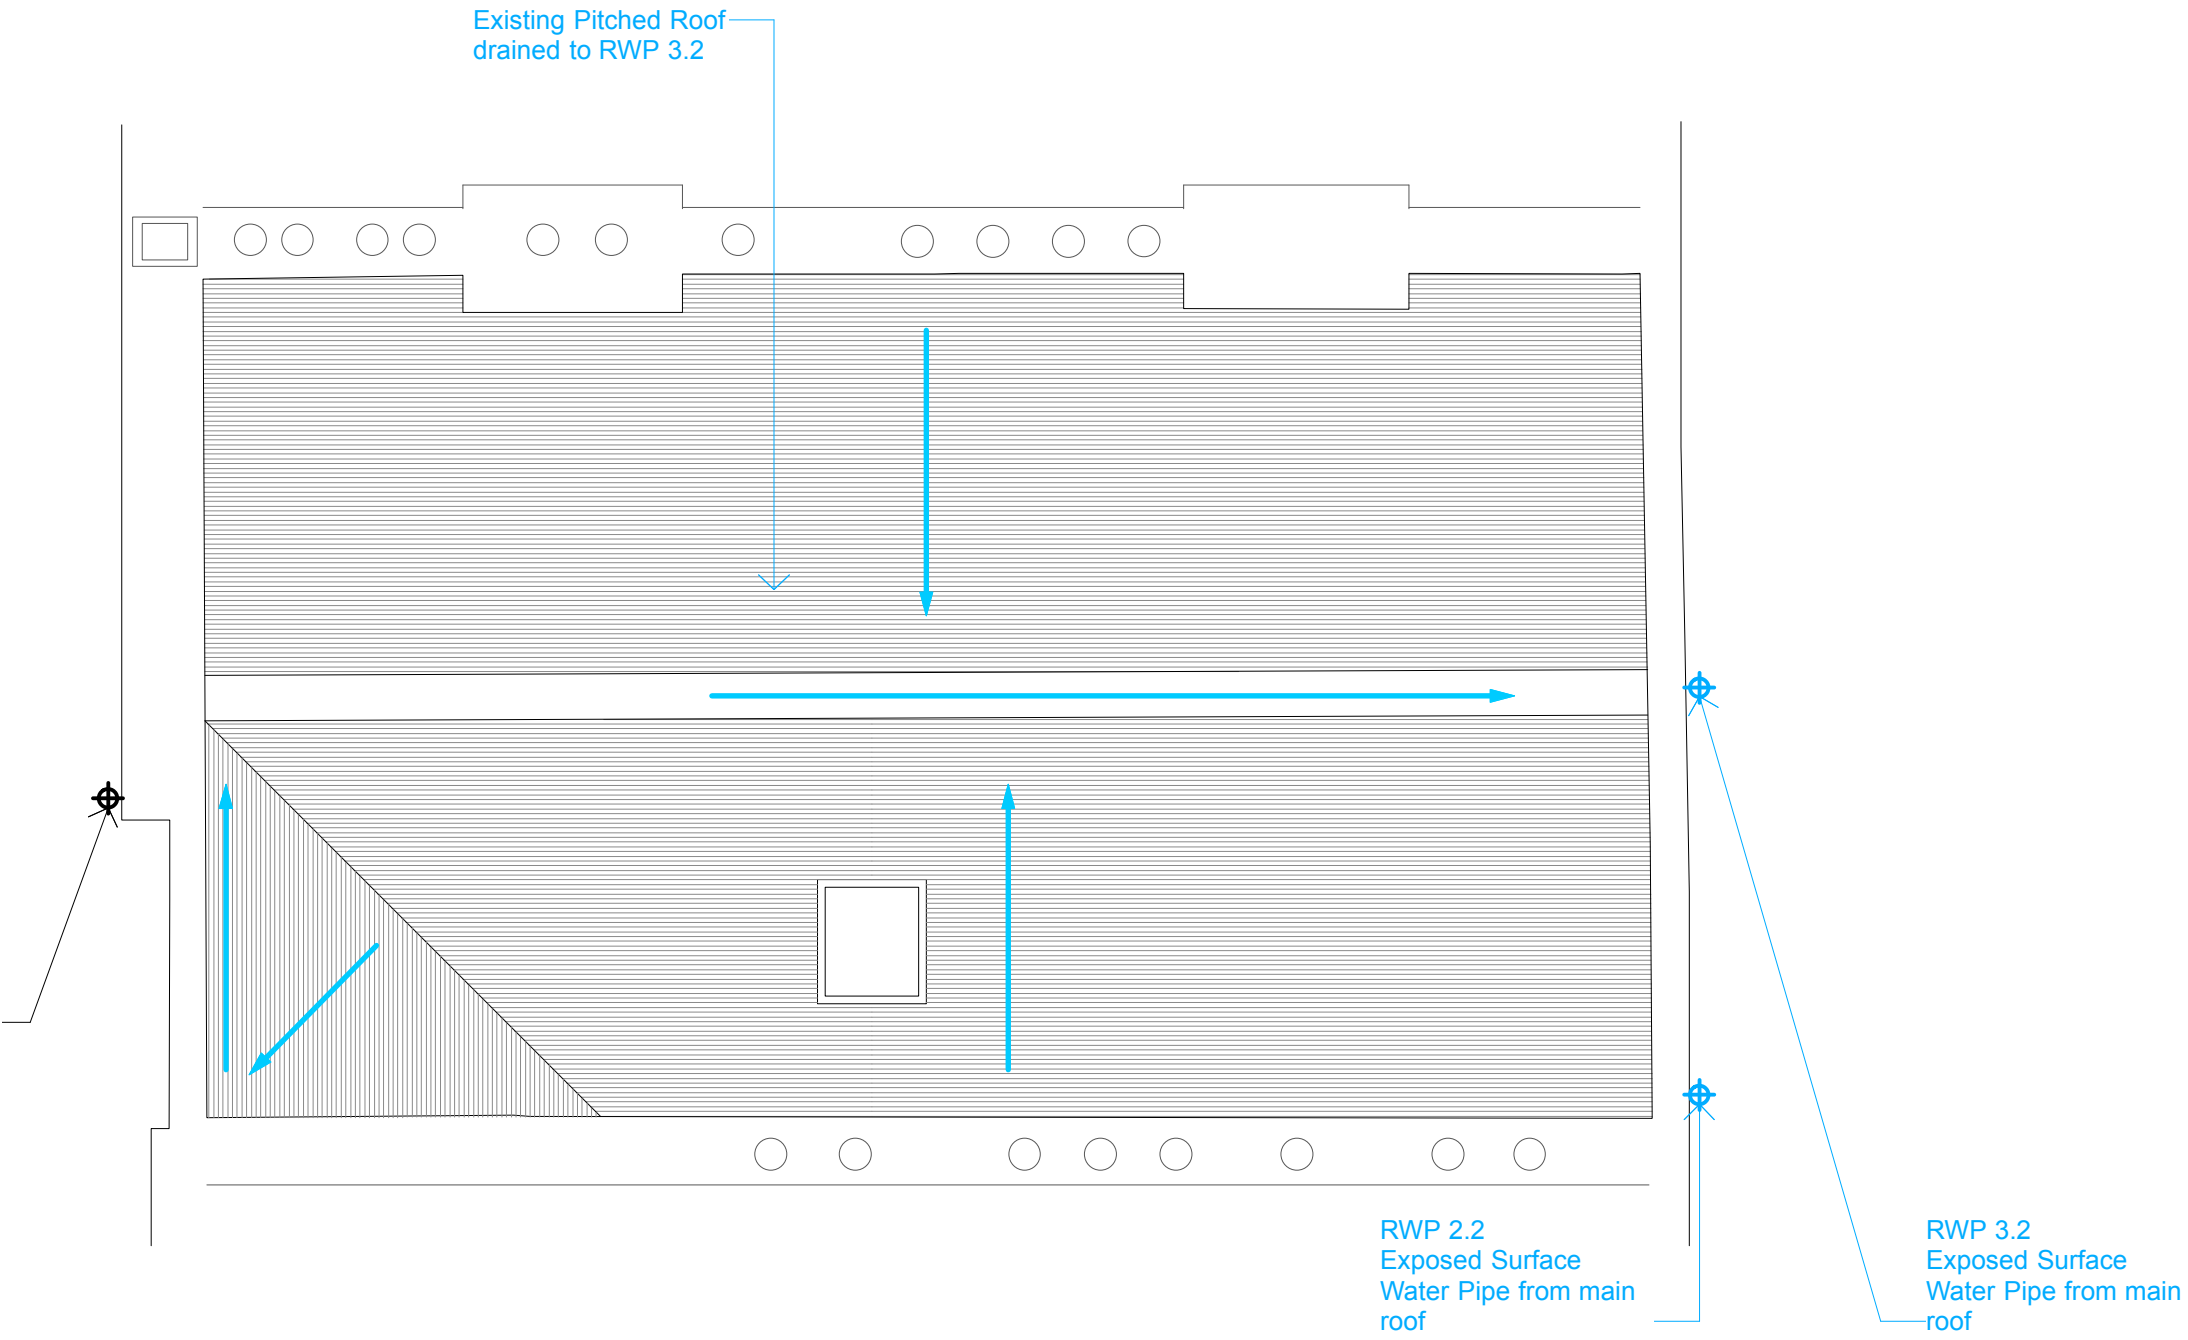 Existing Pitched Roof
drained to RWP 3.2
RWP 2.2
Exposed Surface
Water Pipe from main
roof
RWP 3.2
Exposed Surface
Water Pipe from main
roof